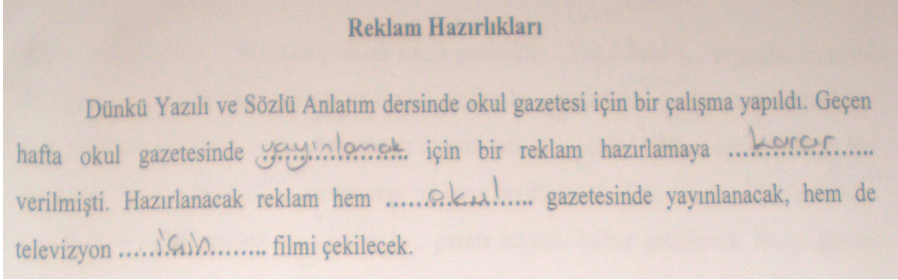 Reklam Hazırlıkları
Dünkü Yazılı ve Sözlü Anlatım dersinde okul gazetesi için bir çalışma yapıldı. Geçen
hafta okul gazetesinde yayınlamak için bir reklam hazırlamaya ...karar...
verilmişti. Hazırlanacak reklam hem ......okul...... gazetesinde yayınlanacak, hem de
televizyon ......için......... filmi çekilecek.